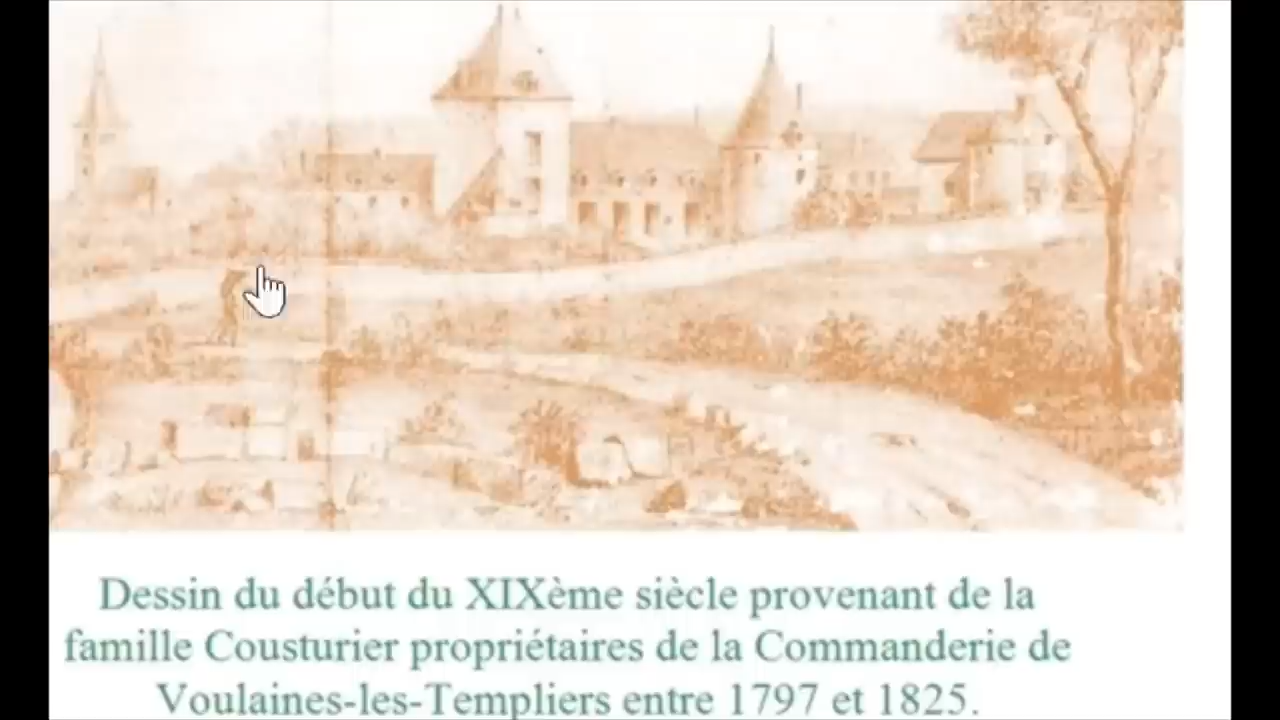 Dessin du début du XIXème siècle provenant de la
famille Cousturier propriétaires de la Commanderie de
Voulaines-les-Templiers entre 1797 et 1825.